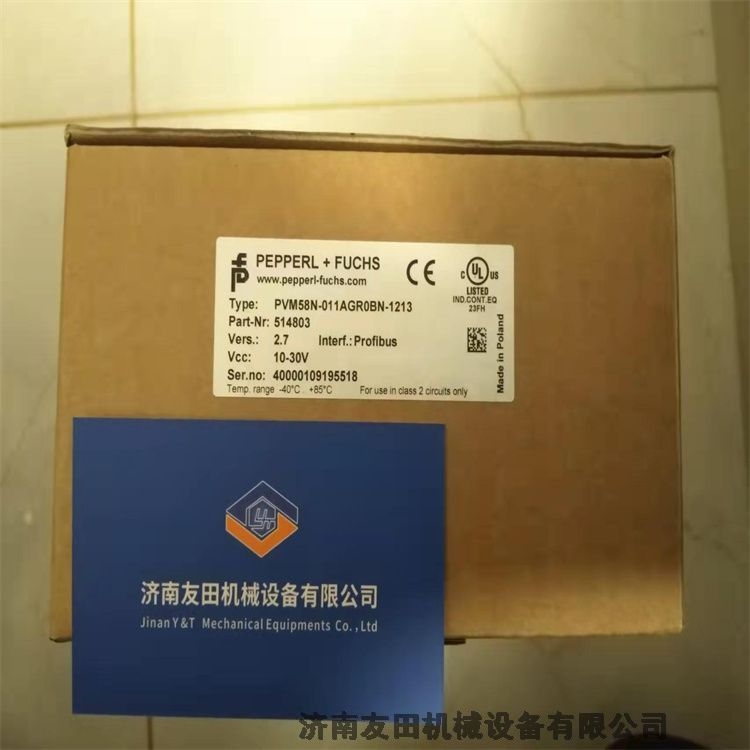 PEPPERL + FUCHS
www.pepperl-fuchs.com
CE
C UL US
LISTED
IND.CONT.EQ
23FH
Type: PVM58N-011AGR0BN-1213
Part-Nr: 514803
Vers.: 2.7 Interf.: Profibus
Vcc: 10-30V
Ser.no: 40000109195518
Temp. range -40°C .. +85°C For use in class 2 circuits only
Made in Poland
济南友田机械设备有限公司
Jinan Y&T Mechanical Equipments Co.,Ltd
济南友田机械设备有限公司